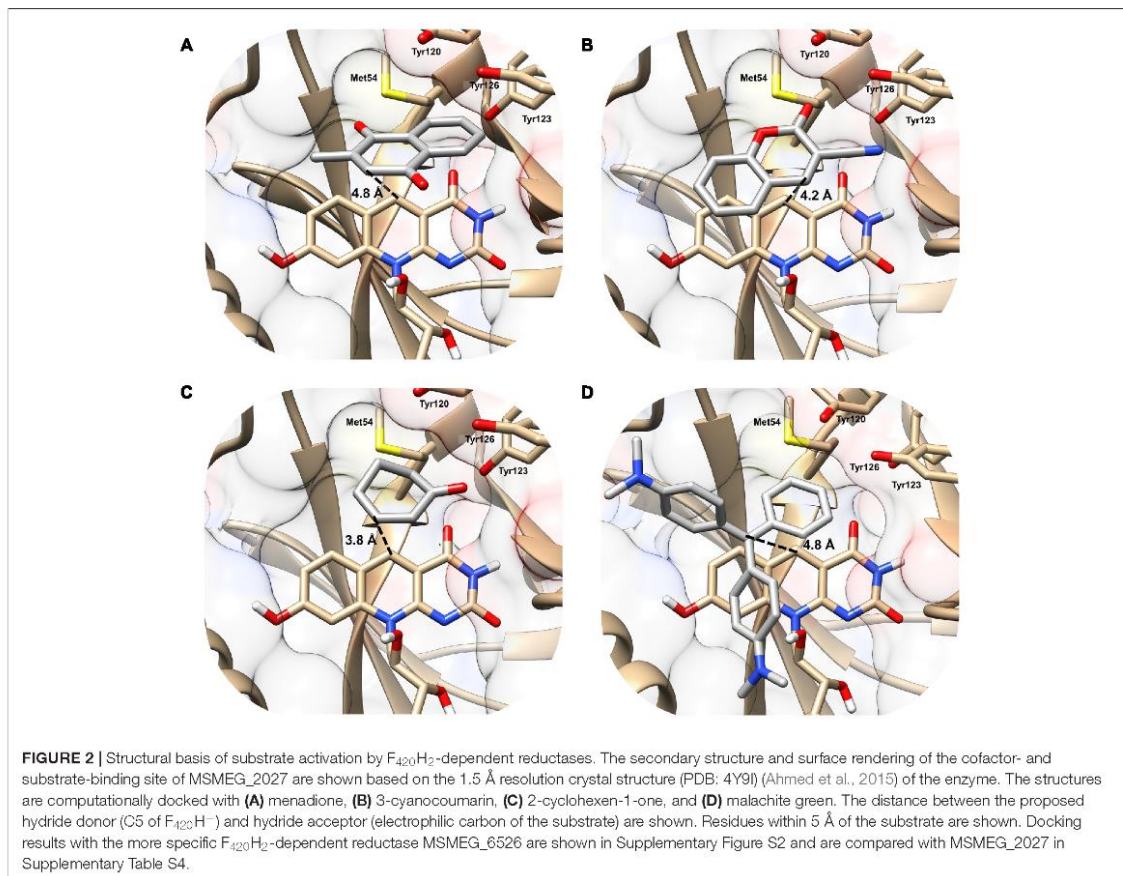 A
Tyr120
Met54
Tyr126
Tyr123
4.8 Å
B
Tyr120
Met54
Tyr126
Tyr123
4.2 Å
C
Tyr120
Met54
Tyr126
Tyr123
3.8 Å
D
Met54
Tyr120
Tyr126
Tyr123
4.8 Å
FIGURE 2 | Structural basis of substrate activation by F₄₂₀H₂-dependent reductases. The secondary structure and surface rendering of the cofactor- and
substrate-binding site of MSMEG_2027 are shown based on the 1.5 Å resolution crystal structure (PDB: 4Y9I) (Ahmed et al., 2015) of the enzyme. The structures
are computationally docked with (A) menadione, (B) 3-cyanocoumarin, (C) 2-cyclohexen-1-one, and (D) malachite green. The distance between the proposed
hydride donor (C5 of F₄₂₀H⁻) and hydride acceptor (electrophilic carbon of the substrate) are shown. Residues within 5 Å of the substrate are shown. Docking
results with the more specific F₄₂₀H₂-dependent reductase MSMEG_6526 are shown in Supplementary Figure S2 and are compared with MSMEG_2027 in
Supplementary Table S4.